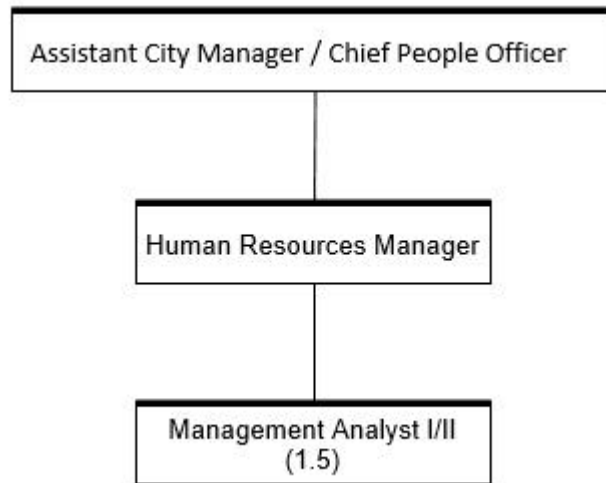 Assistant City Manager / Chief People Officer
Human Resources Manager
Management Analyst I/II
(1.5)